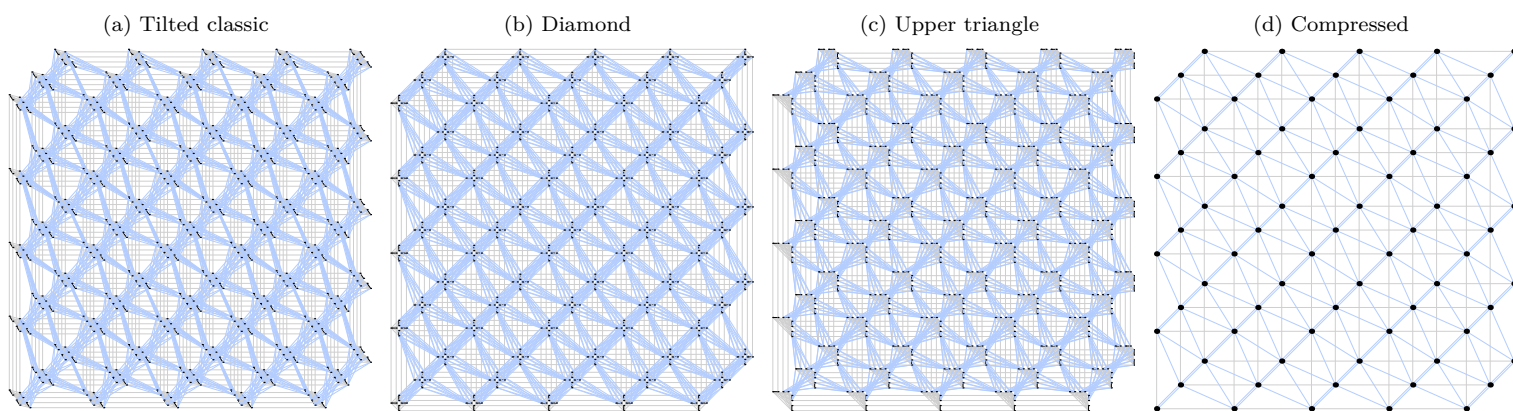 (a) Tilted classic
(b) Diamond
(c) Upper triangle
(d) Compressed